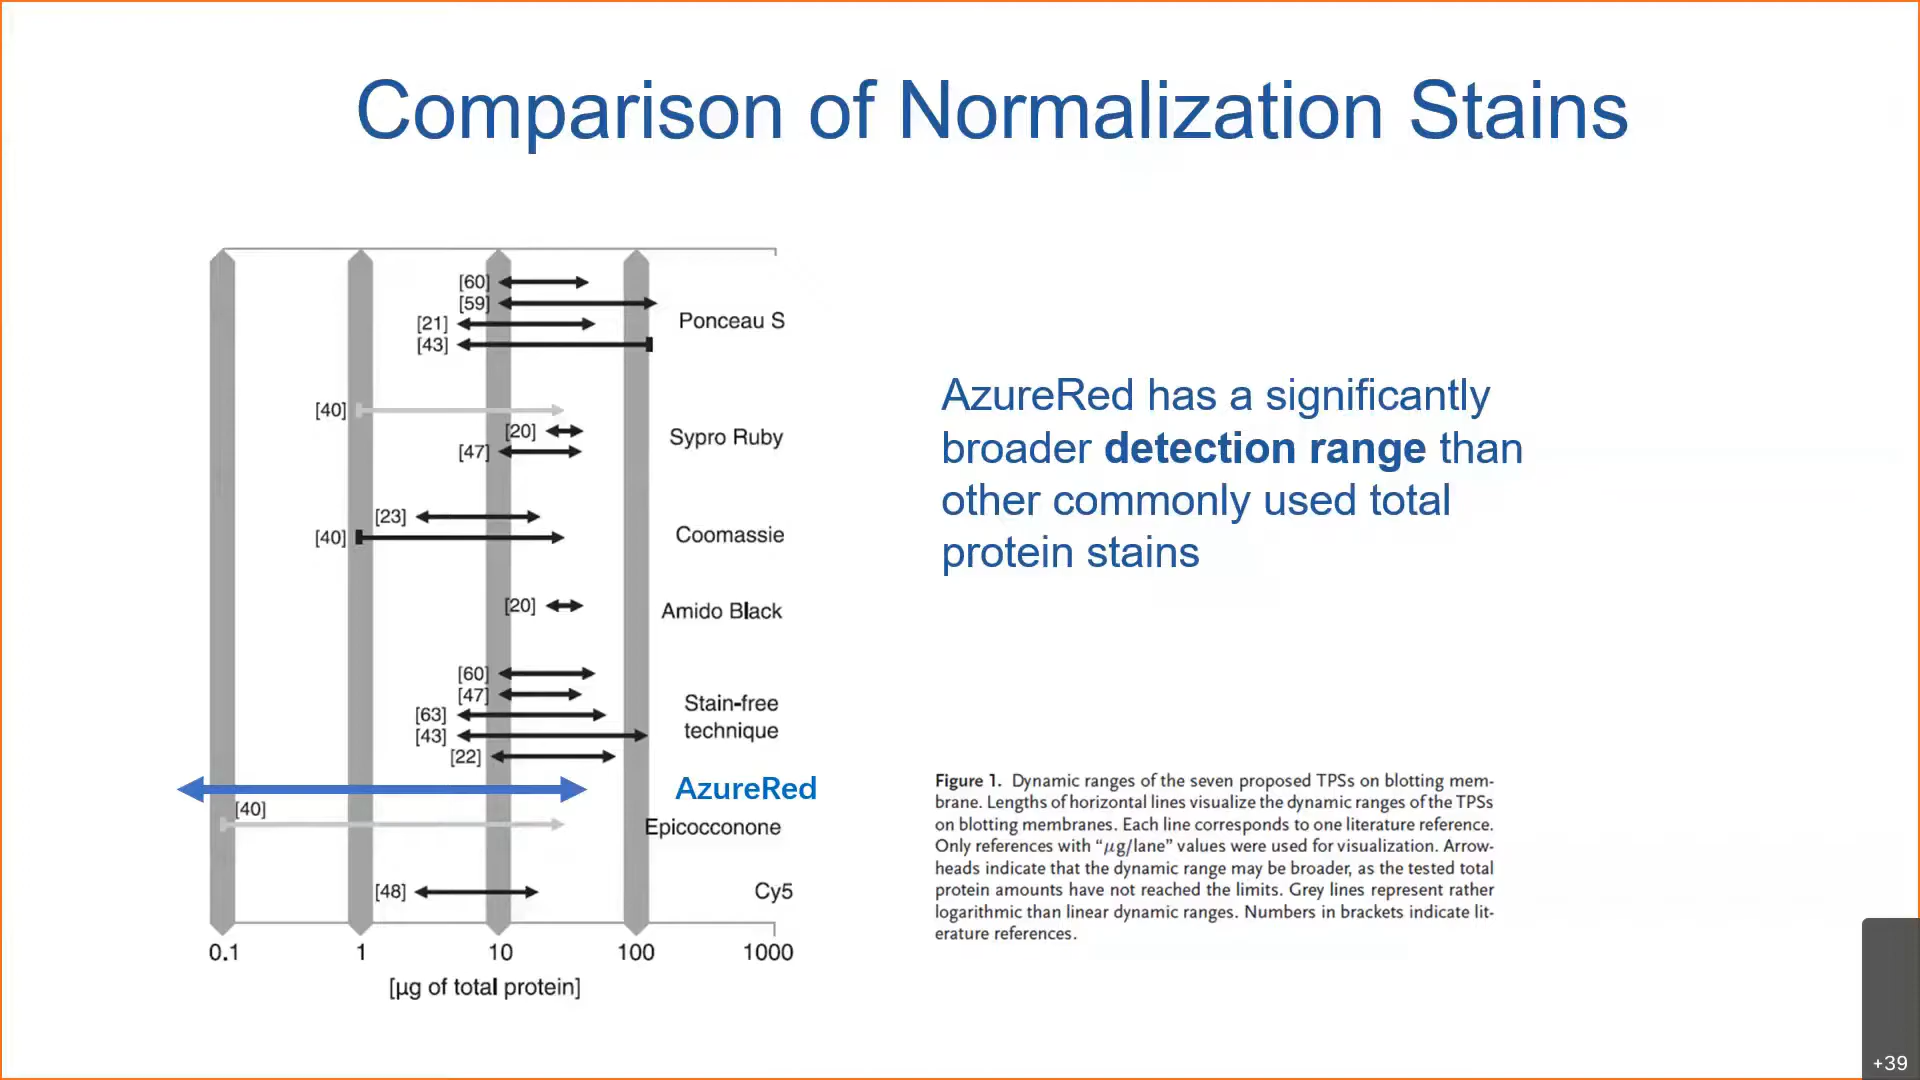 Comparison of Normalization Stains
[60]
[59]
[21]
[43]
Ponceau S
[40]
[20]
[47]
Sypro Ruby
[23]
[40]
Coomassie
[20]
Amido Black
[60]
[47]
[63]
[43]
[22]
Stain-free
technique
AzureRed
[40]
Epicocconone
[48]
Cy5
0.1 1 10 100 1000
[µg of total protein]
AzureRed has a significantly
broader detection range than
other commonly used total
protein stains
Figure 1. Dynamic ranges of the seven proposed TPSs on blotting mem-
brane. Lengths of horizontal lines visualize the dynamic ranges of the TPSs
on blotting membranes. Each line corresponds to one literature reference.
Only references with “µg/lane” values were used for visualization. Arrow-
heads indicate that the dynamic range may be broader, as the tested total
protein amounts have not reached the limits. Grey lines represent rather
logarithmic than linear dynamic ranges. Numbers in brackets indicate lit-
erature references.
+39